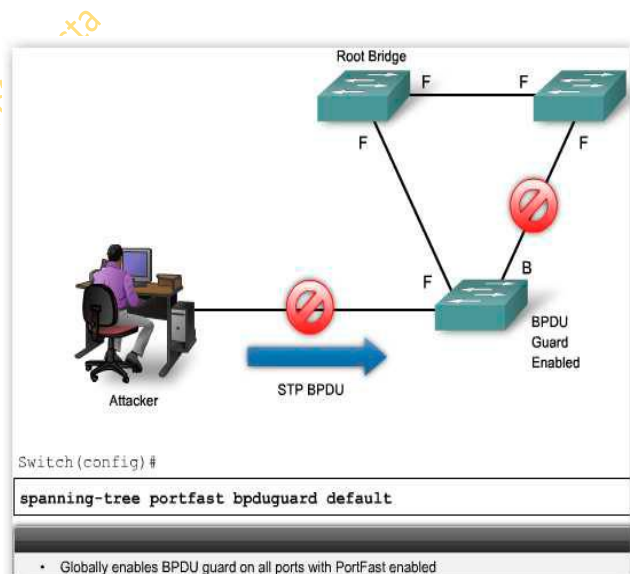 Root Bridge
F
F
F
F
F
B
BPDU
Guard
Enabled
STP BPDU
Attacker
Switch(config)#
spanning-tree portfast bpduguard default
• Globally enables BPDU guard on all ports with PortFast enabled